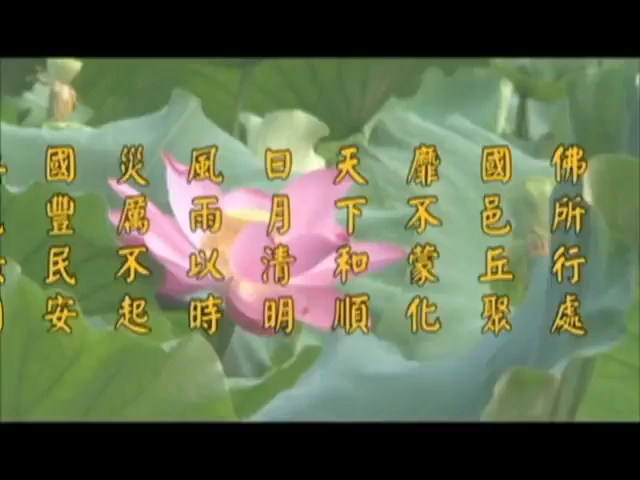 佛所行處
國邑丘聚
靡不蒙化
天下和順
日月清明
風雨以時
災厲不起
國豐民安